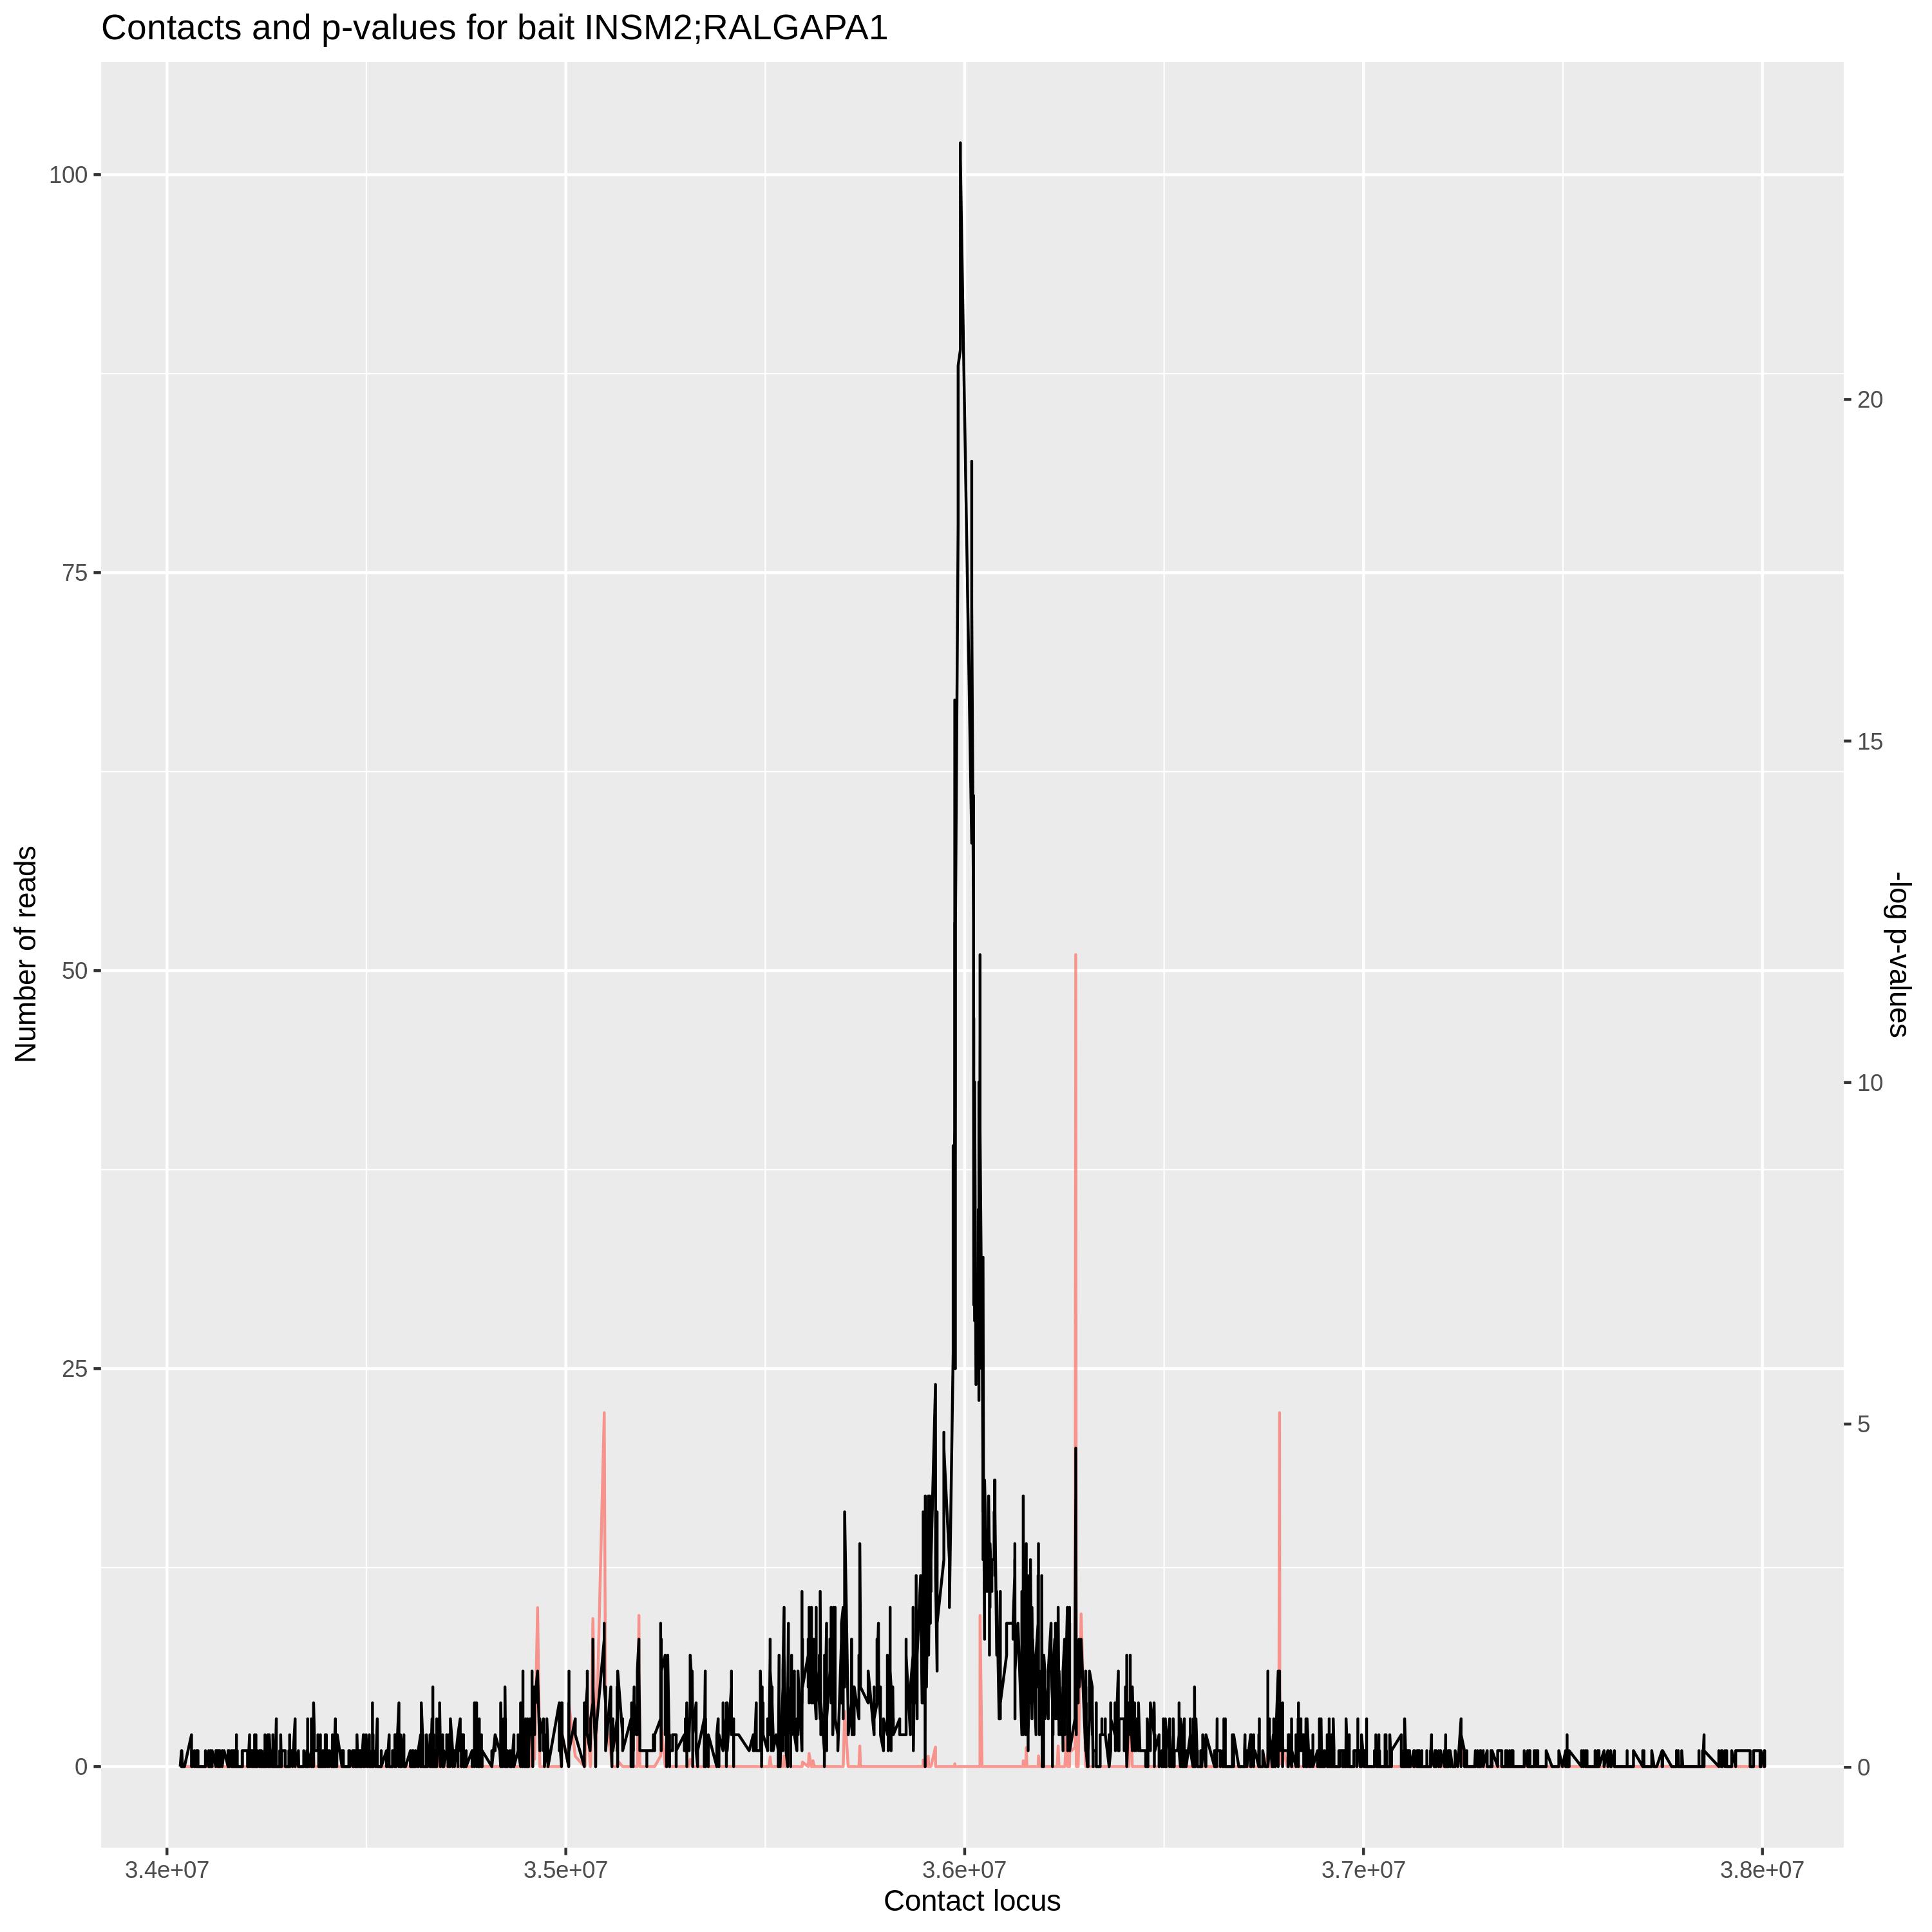 Contacts and p-values for bait INSM2;RALGAPA1
100
75
50
25
0
Number of reads
20
15
10
5
0
-log p-values
3.4e+07
3.5e+07
3.6e+07
3.7e+07
3.8e+07
Contact locus